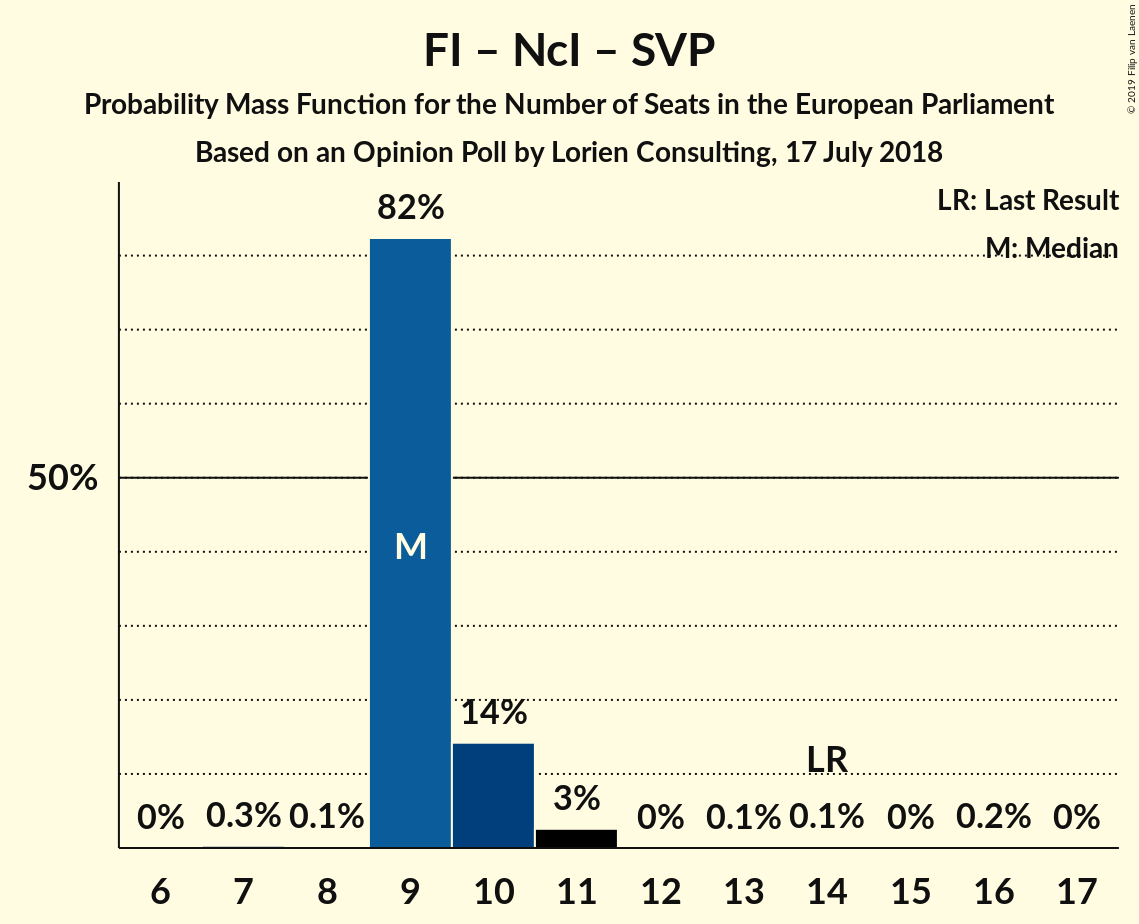 FI – NcI – SVP
Probability Mass Function for the Number of Seats in the European Parliament
Based on an Opinion Poll by Lorien Consulting, 17 July 2018
© 2019 Filip van Laenen
LR: Last Result
M: Median
82%
50%
M
14%
LR
3%
0% 0.3% 0.1% 0% 0.1% 0.1% 0% 0.2% 0%
6 7 8 9 10 11 12 13 14 15 16 17